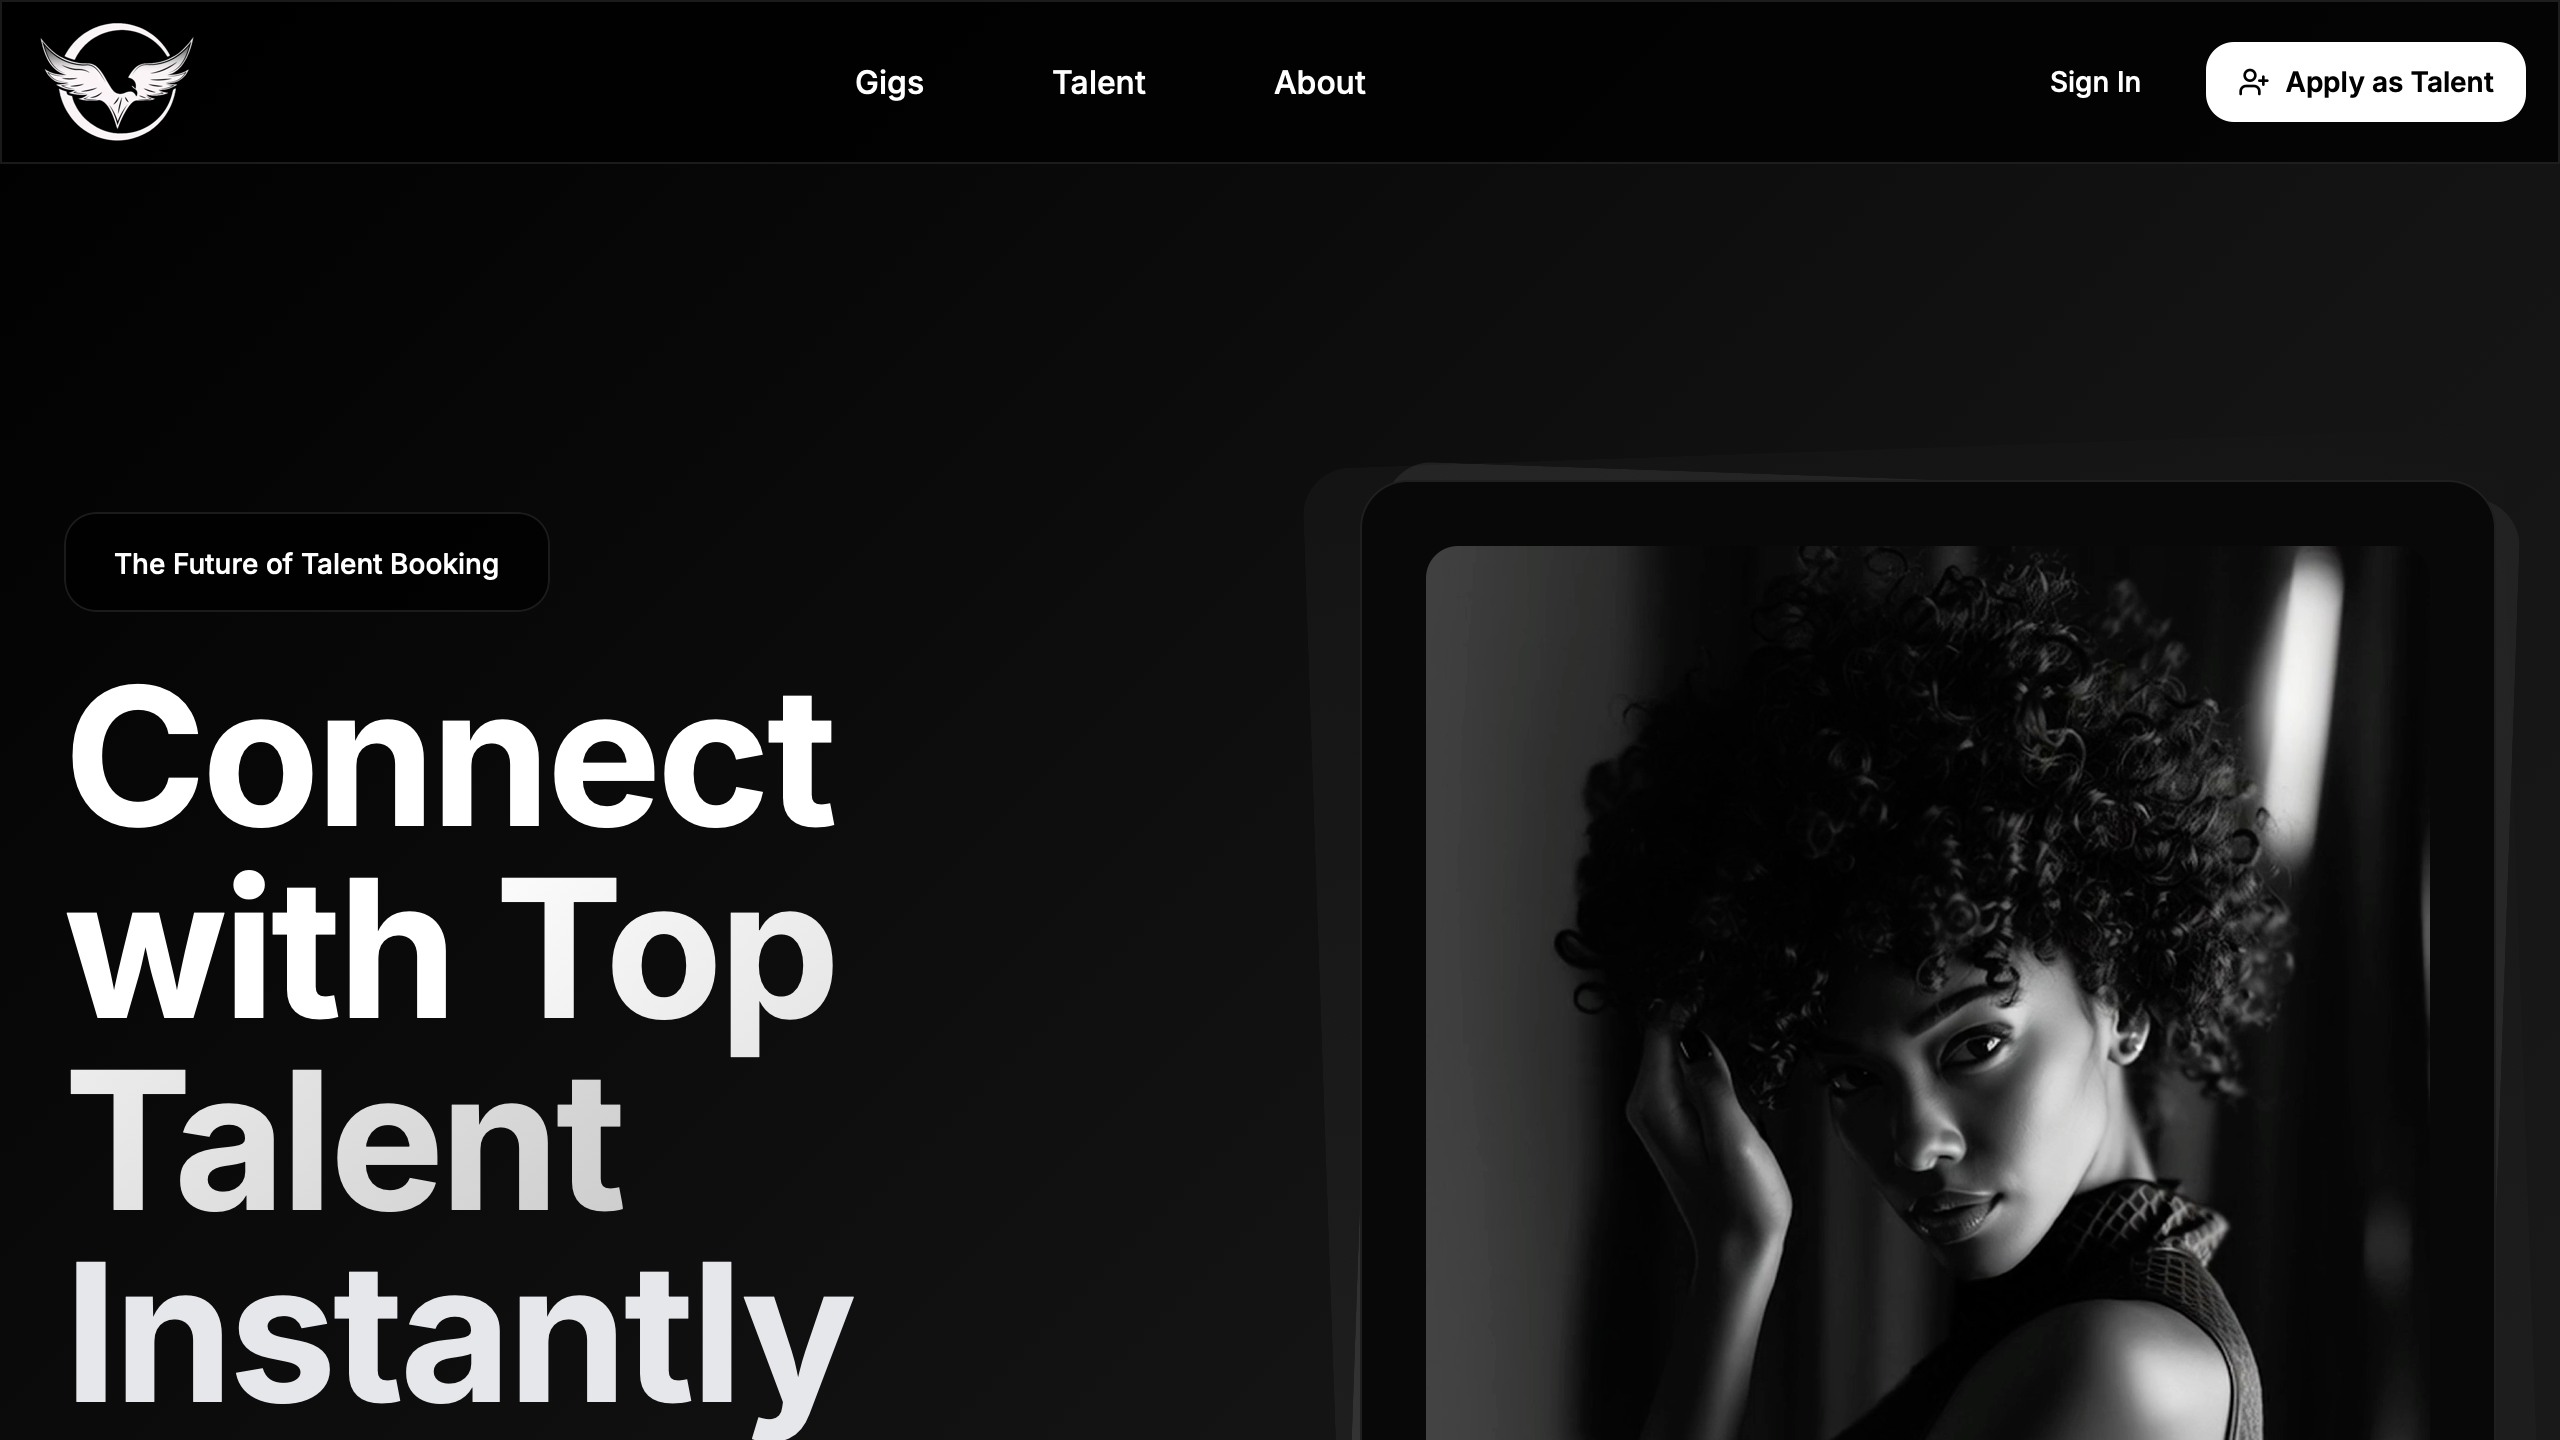 Gigs
Talent
About
Sign In
Apply as Talent
The Future of Talent Booking
Connect
with Top
Talent
Instantly